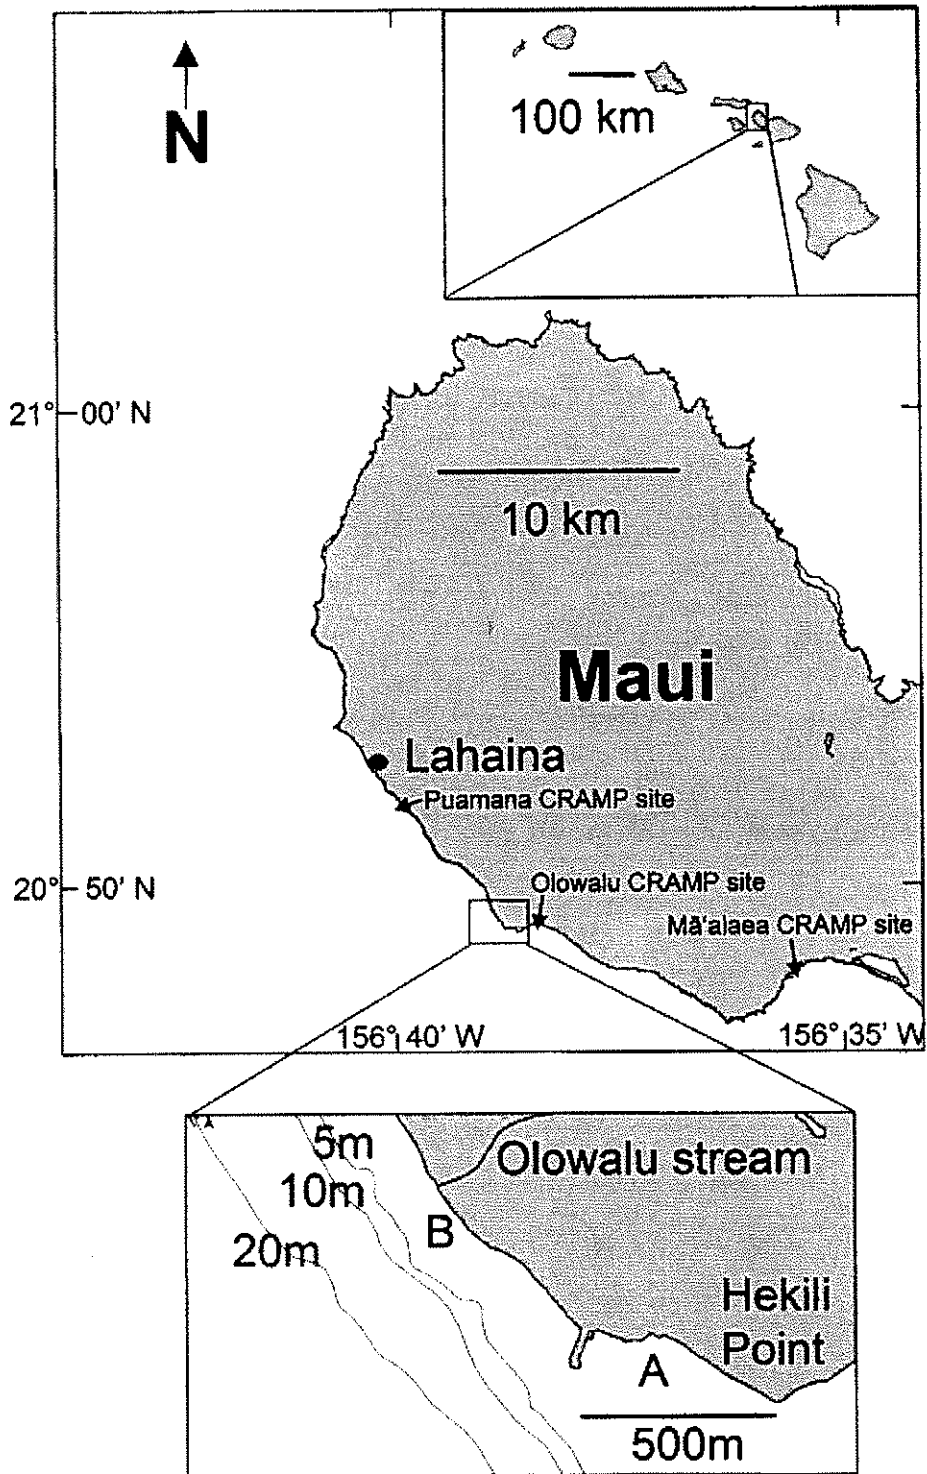 N
100 km
21° 00' N
10 km
Maui
Lahaina
Puamana CRAMP site
20° 50' N
Olowalu CRAMP site
Mā'alaea CRAMP site
156° 40' W
156° 35' W
5m
Olowalu stream
10m
B
20m
Hekili
Point
A
500m